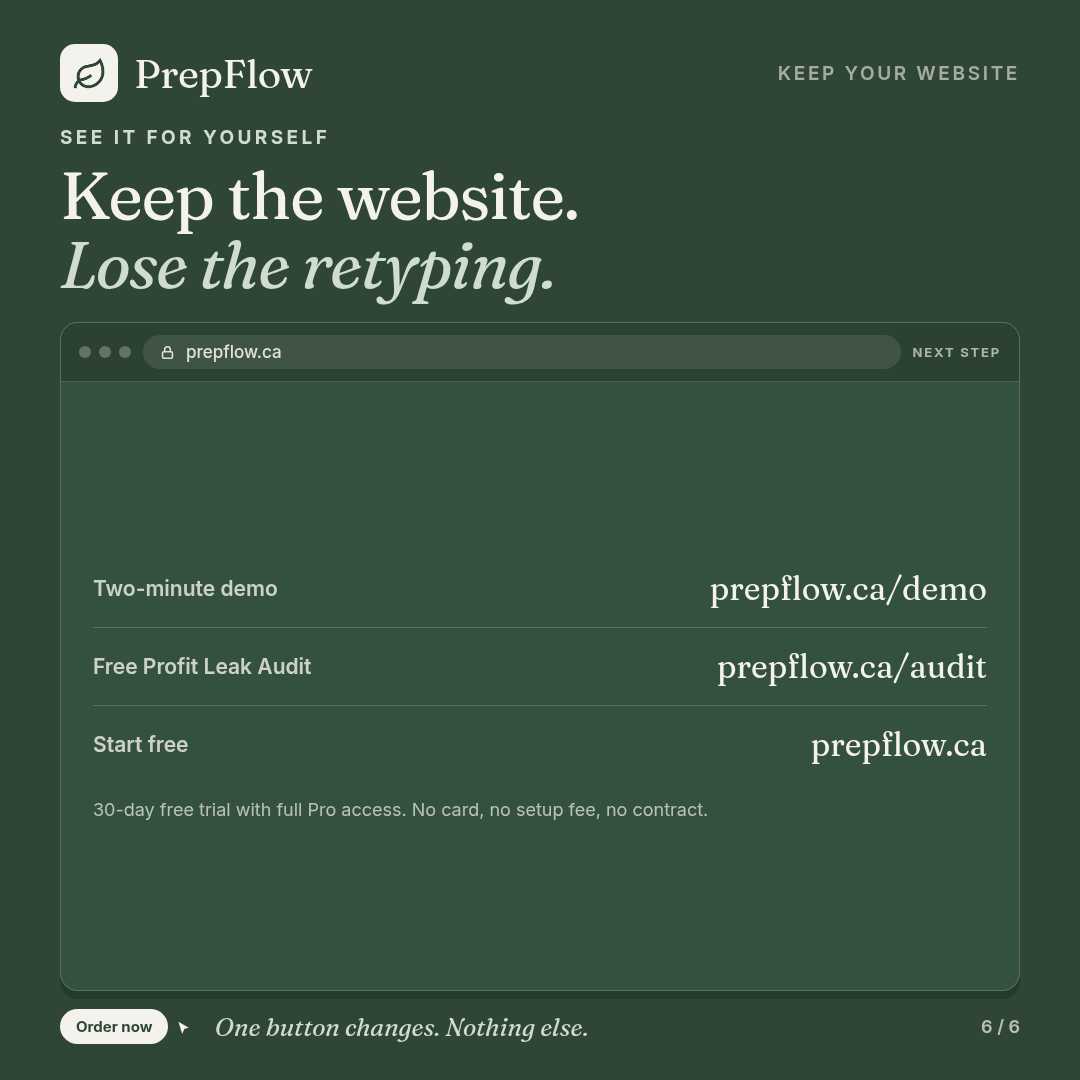 PrepFlow
KEEP YOUR WEBSITE
SEE IT FOR YOURSELF
Keep the website.
Lose the retyping.
prepflow.ca
NEXT STEP
Two-minute demo
prepflow.ca/demo
Free Profit Leak Audit
prepflow.ca/audit
Start free
prepflow.ca
30-day free trial with full Pro access. No card, no setup fee, no contract.
Order now
One button changes. Nothing else.
6 / 6